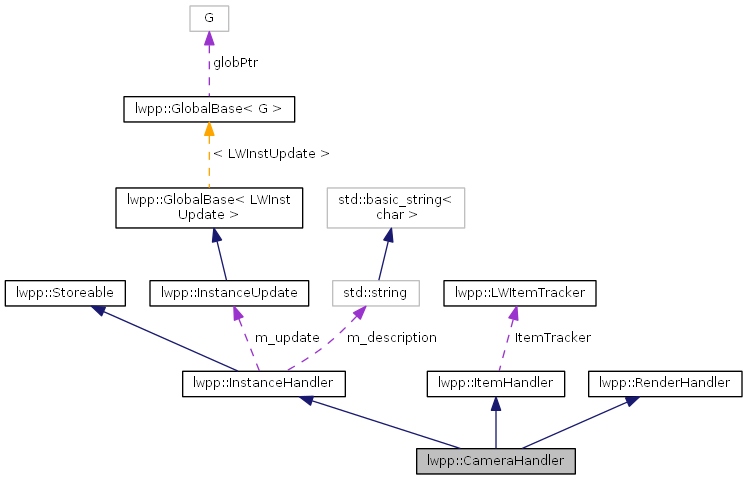 G
globPtr
lwpp::GlobalBase< G >
< LWInstUpdate >
lwpp::GlobalBase< LWInst
Update >
std::basic_string<
char >
lwpp::Storeable
lwpp::InstanceUpdate
std::string
lwpp::LWItemTracker
m_update
m_description
ItemTracker
lwpp::InstanceHandler
lwpp::ItemHandler
lwpp::RenderHandler
lwpp::CameraHandler